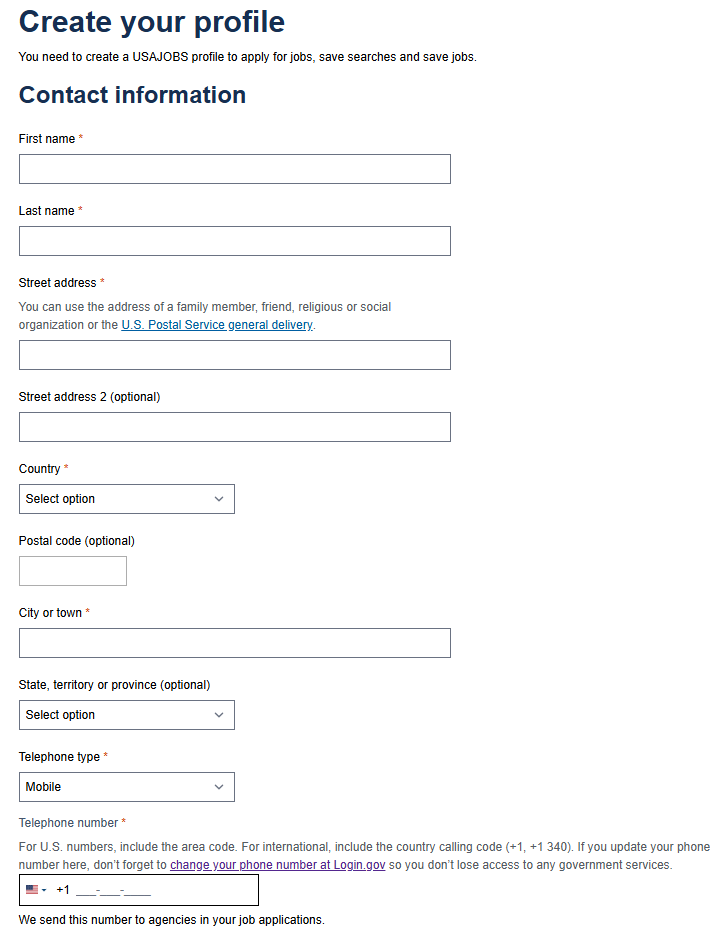 Create your profile
You need to create a USAJOBS profile to apply for jobs, save searches and save jobs.
Contact information
First name *
Last name *
Street address *
You can use the address of a family member, friend, religious or social
organization or the U.S. Postal Service general delivery.
Street address 2 (optional)
Country *
Select option
Postal code (optional)
City or town *
State, territory or province (optional)
Select option
Telephone type *
Mobile
Telephone number *
For U.S. numbers, include the area code. For international, include the country calling code (+1, +1 340). If you update your phone
number here, don’t forget to change your phone number at Login.gov so you don’t lose access to any government services.
+1 ___-___-____
We send this number to agencies in your job applications.